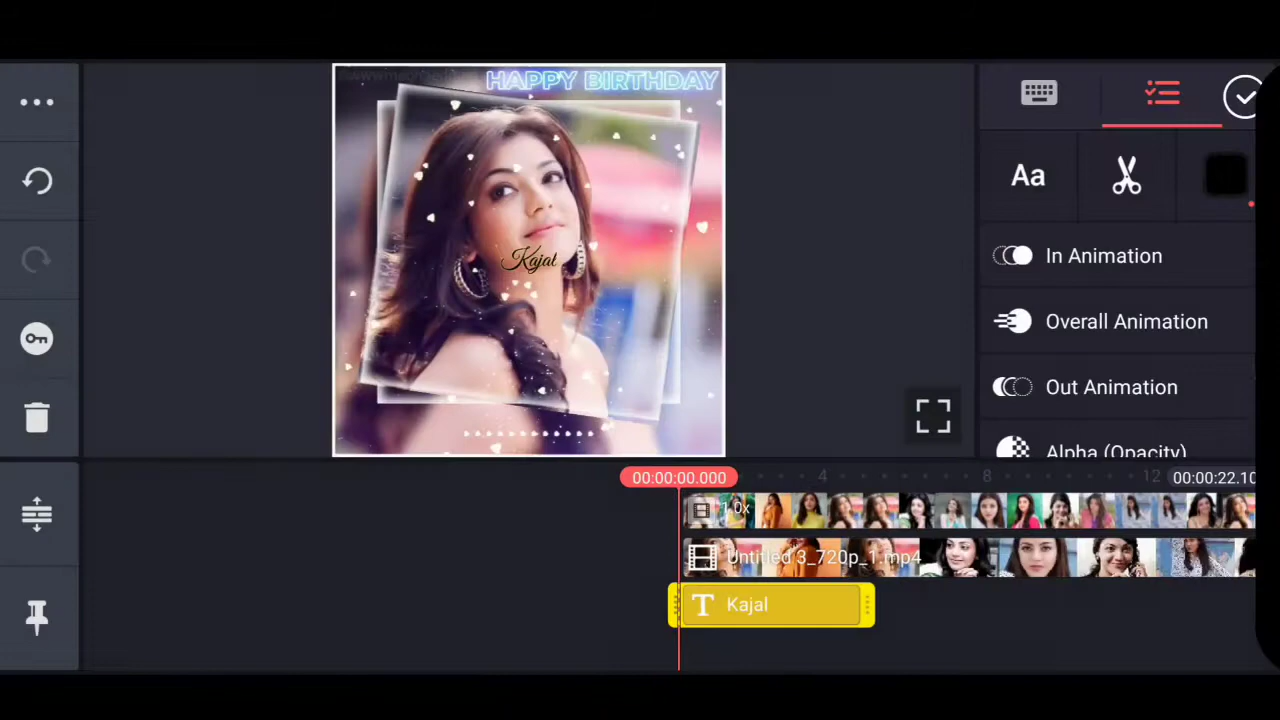 HAPPY BIRTHDAY
Kajal
Aa
In Animation
Overall Animation
Out Animation
Alpha (Opacity)
00:00:00.000
4
8
12
00:00:22.10
1.0x
Untitled 3_720p_1.mp4
T Kajal